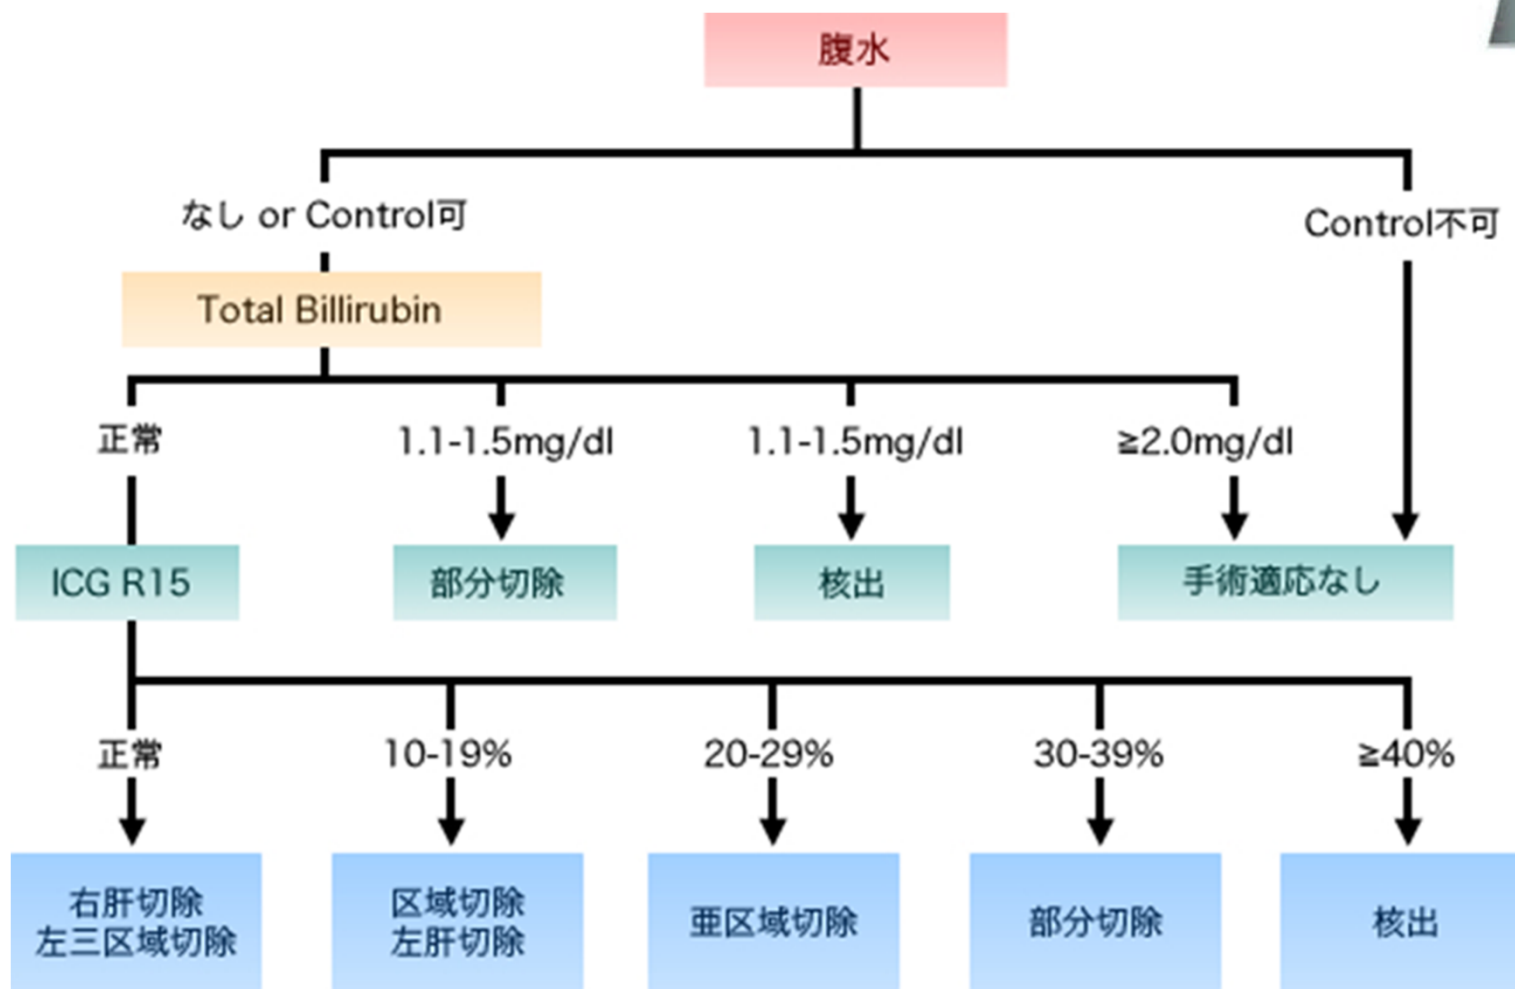 腹水
なし or Control可
Control不可
Total Billirubin
正常
1.1-1.5mg/dl
1.1-1.5mg/dl
≧2.0mg/dl
ICG R15
部分切除
核出
手術適応なし
正常
10-19%
20-29%
30-39%
≧40%
右肝切除
左三区域切除
区域切除
左肝切除
亜区域切除
部分切除
核出